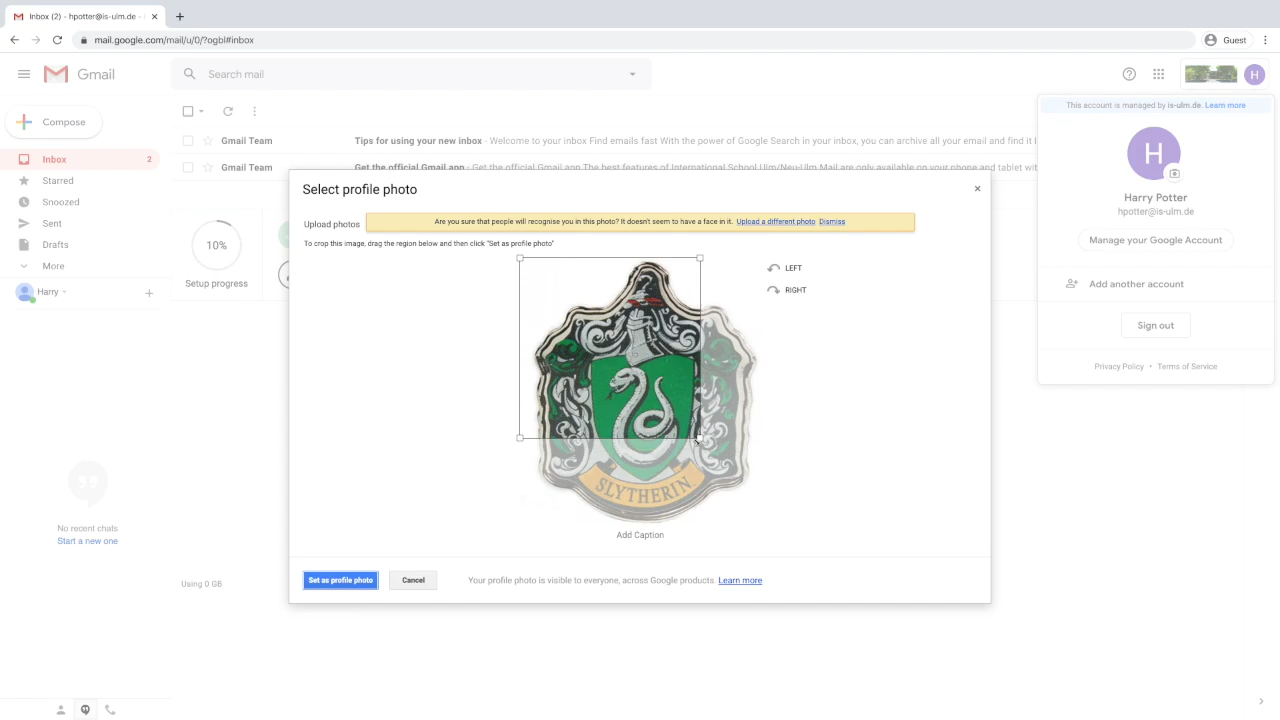 Inbox (2) - hpotter@is-ulm.de -
mail.google.com/mail/u/0/?ogbl#inbox
Guest
Gmail
Search mail
H
Compose
Inbox 2
Starred
Snoozed
Sent
Drafts
More
Harry
No recent chats
Start a new one
Gmail Team Tips for using your new inbox - Welcome to your inbox Find emails fast With the power of Google Search in your inbox, you can archive all your email and find it
Gmail Team Get the official Gmail app - Get the official Gmail app The best features of International School Ulm/Neu-Ulm Mail are only available on your phone and tablet
10%
Setup progress
Using 0 GB
Select profile photo
Upload photos
Are you sure that people will recognise you in this photo? It doesn't seem to have a face in it. Upload a different photo Dismiss
To crop this image, drag the region below and then click "Set as profile photo"
LEFT
RIGHT
SLYTHERIN
Add Caption
Set as profile photo Cancel Your profile photo is visible to everyone, across Google products. Learn more
This account is managed by is-ulm.de. Learn more
H
Harry Potter
hpotter@is-ulm.de
Manage your Google Account
Add another account
Sign out
Privacy Policy • Terms of Service